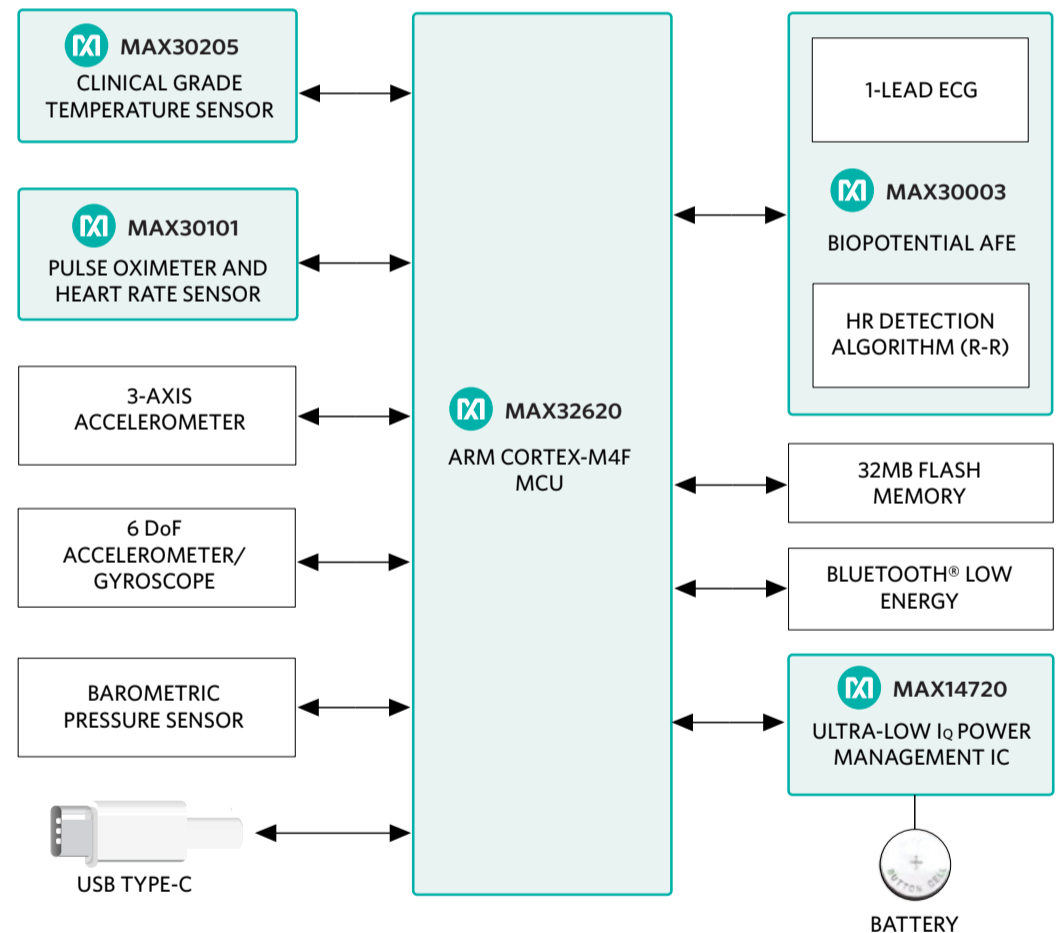 MAX30205
CLINICAL GRADE
TEMPERATURE SENSOR
MAX30101
PULSE OXIMETER AND
HEART RATE SENSOR
3-AXIS
ACCELEROMETER
6 DoF
ACCELEROMETER/
GYROSCOPE
BAROMETRIC
PRESSURE SENSOR
USB TYPE-C
MAX32620
ARM CORTEX-M4F
MCU
1-LEAD ECG
MAX30003
BIOPOTENTIAL AFE
HR DETECTION
ALGORITHM (R-R)
32MB FLASH
MEMORY
BLUETOOTH® LOW
ENERGY
MAX14720
ULTRA-LOW IQ POWER
MANAGEMENT IC
+
BUTTON CELL
BATTERY